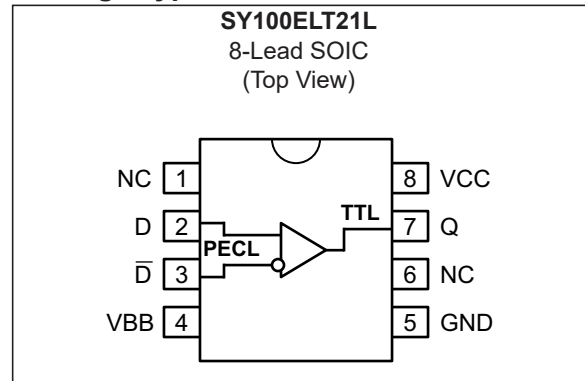 SY100ELT21L
8-Lead SOIC
(Top View)
NC 1
8 VCC
D 2
PECL
TTL
7 Q
D̅ 3
6 NC
VBB 4
5 GND